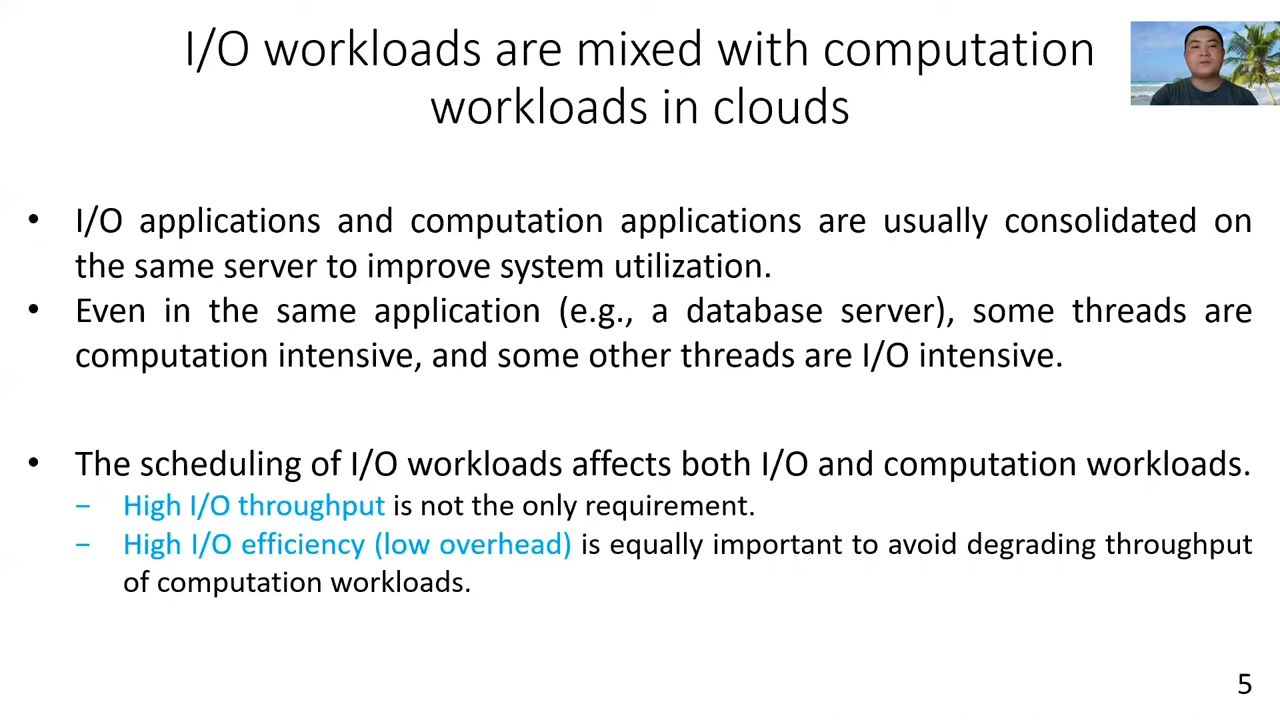 I/O workloads are mixed with computation
workloads in clouds
• I/O applications and computation applications are usually consolidated on
the same server to improve system utilization.
• Even in the same application (e.g., a database server), some threads are
computation intensive, and some other threads are I/O intensive.
• The scheduling of I/O workloads affects both I/O and computation workloads.
– High I/O throughput is not the only requirement.
– High I/O efficiency (low overhead) is equally important to avoid degrading throughput
of computation workloads.
5